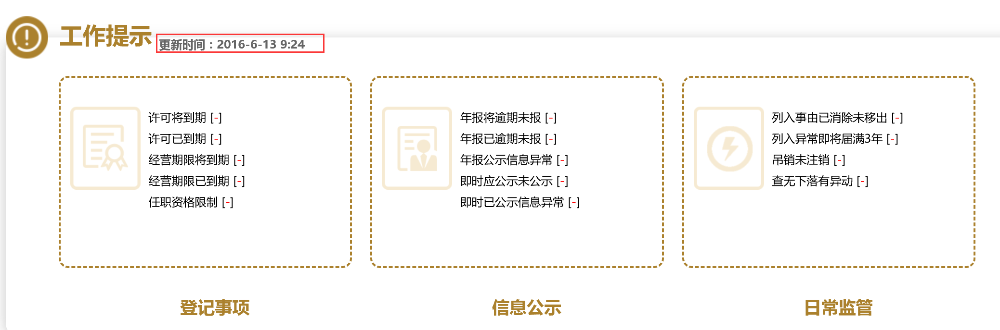 工作提示
更新时间：2016-6-13 9:24
许可将到期 [-]
许可已到期 [-]
经营期限将到期 [-]
经营期限已到期 [-]
任职资格限制 [-]
登记事项
年报将逾期未报 [-]
年报已逾期未报 [-]
年报公示信息异常 [-]
即时应公示未公示 [-]
即时已公示信息异常 [-]
信息公示
列入事由已消除未移出 [-]
列入异常即将届满3年 [-]
吊销未注销 [-]
查无下落有异动 [-]
日常监管